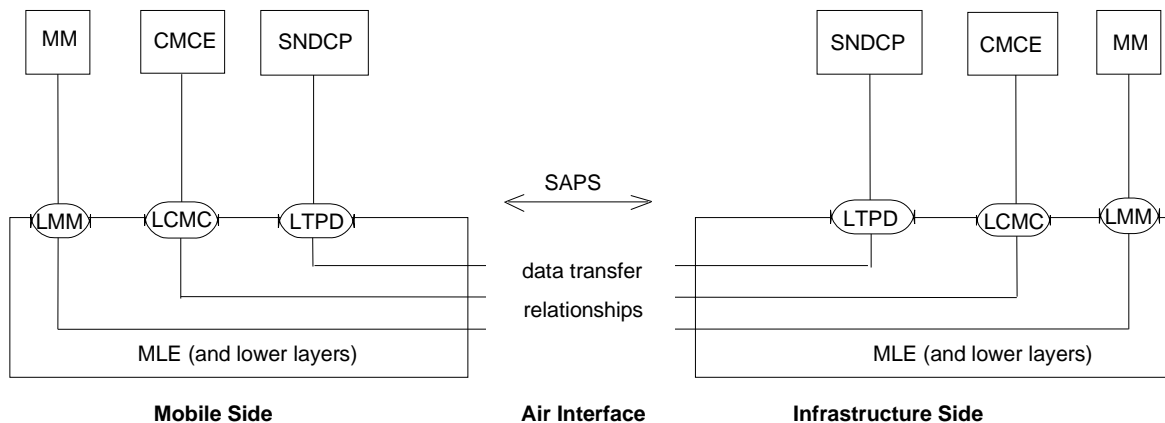 MM CMCE SNDCP SNDCP CMCE MM
SAPS
LMM LCMC LTPD LTPD LCMC LMM
data transfer
relationships
MLE (and lower layers) MLE (and lower layers)
Mobile Side Air Interface Infrastructure Side